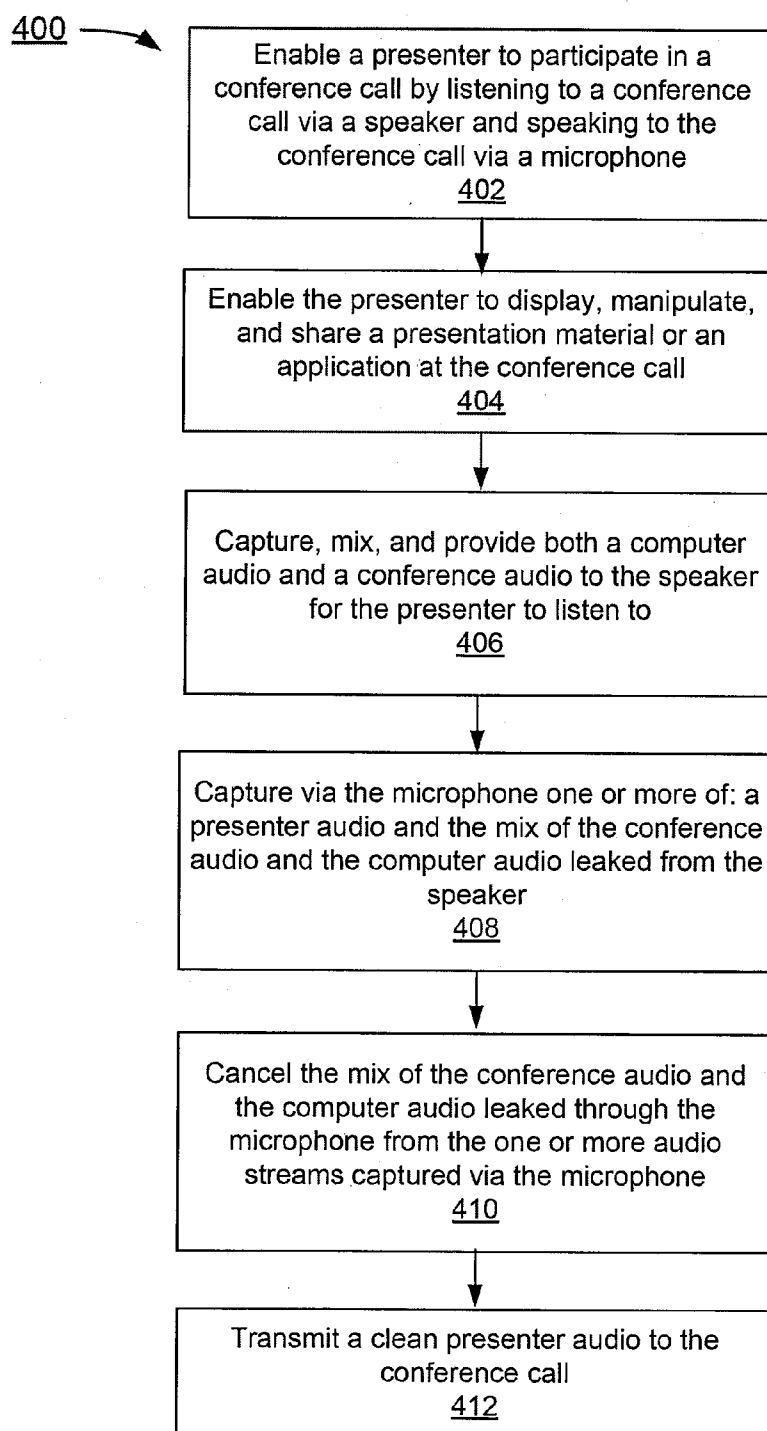 400
Enable a presenter to participate in a
conference call by listening to a conference
call via a speaker and speaking to the
conference call via a microphone
402
Enable the presenter to display, manipulate,
and share a presentation material or an
application at the conference call
404
Capture, mix, and provide both a computer
audio and a conference audio to the speaker
for the presenter to listen to
406
Capture via the microphone one or more of: a
presenter audio and the mix of the conference
audio and the computer audio leaked from the
speaker
408
Cancel the mix of the conference audio and
the computer audio leaked through the
microphone from the one or more audio
streams captured via the microphone
410
Transmit a clean presenter audio to the
conference call
412